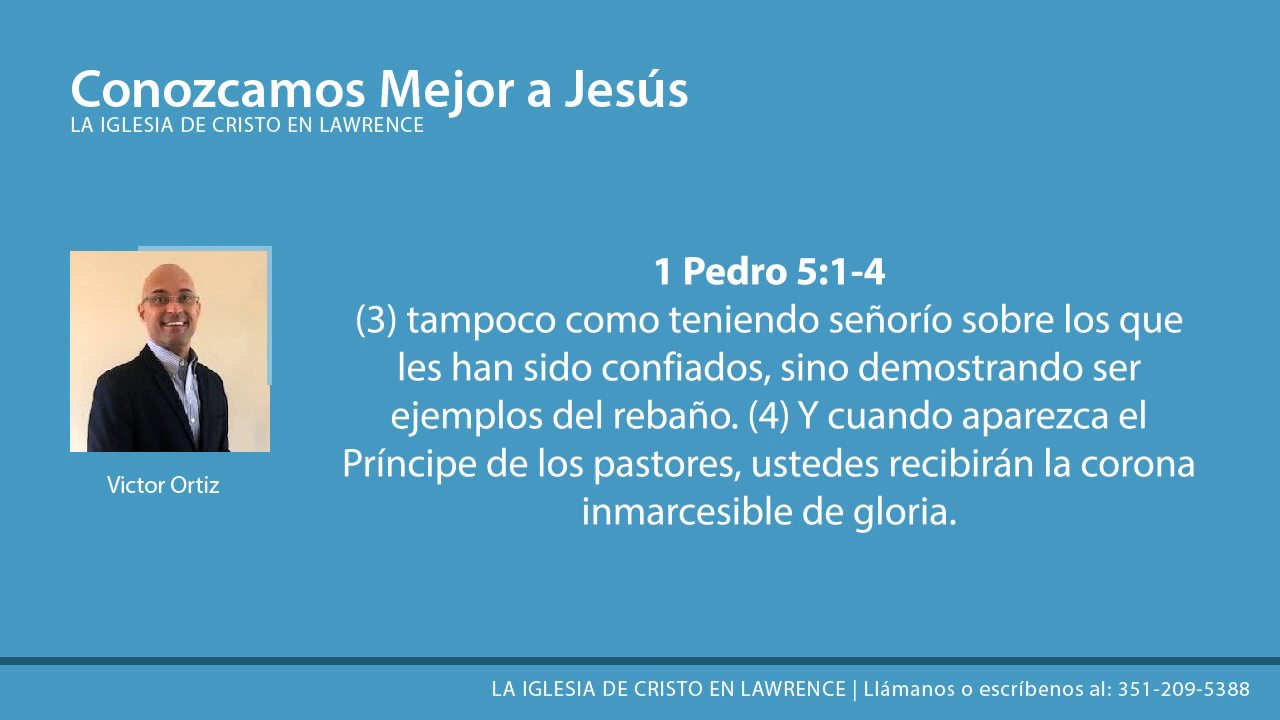 Conozcamos Mejor a Jesús
LA IGLESIA DE CRISTO EN LAWRENCE
1 Pedro 5:1-4
(3) tampoco como teniendo señorío sobre los que
les han sido confiados, sino demostrando ser
ejemplos del rebaño. (4) Y cuando aparezca el
Príncipe de los pastores, ustedes recibirán la corona
inmarcesible de gloria.
Victor Ortiz
LA IGLESIA DE CRISTO EN LAWRENCE | Llámanos o escríbenos al: 351-209-5388